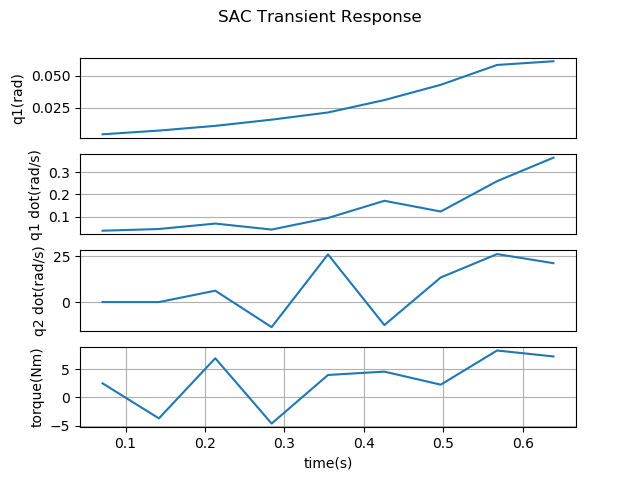 SAC Transient Response
q1(rad)
0.050
0.025
q1 dot(rad/s)
0.3
0.2
0.1
q2 dot(rad/s)
25
0
torque(Nm)
5
0
−5
0.1 0.2 0.3 0.4 0.5 0.6
time(s)